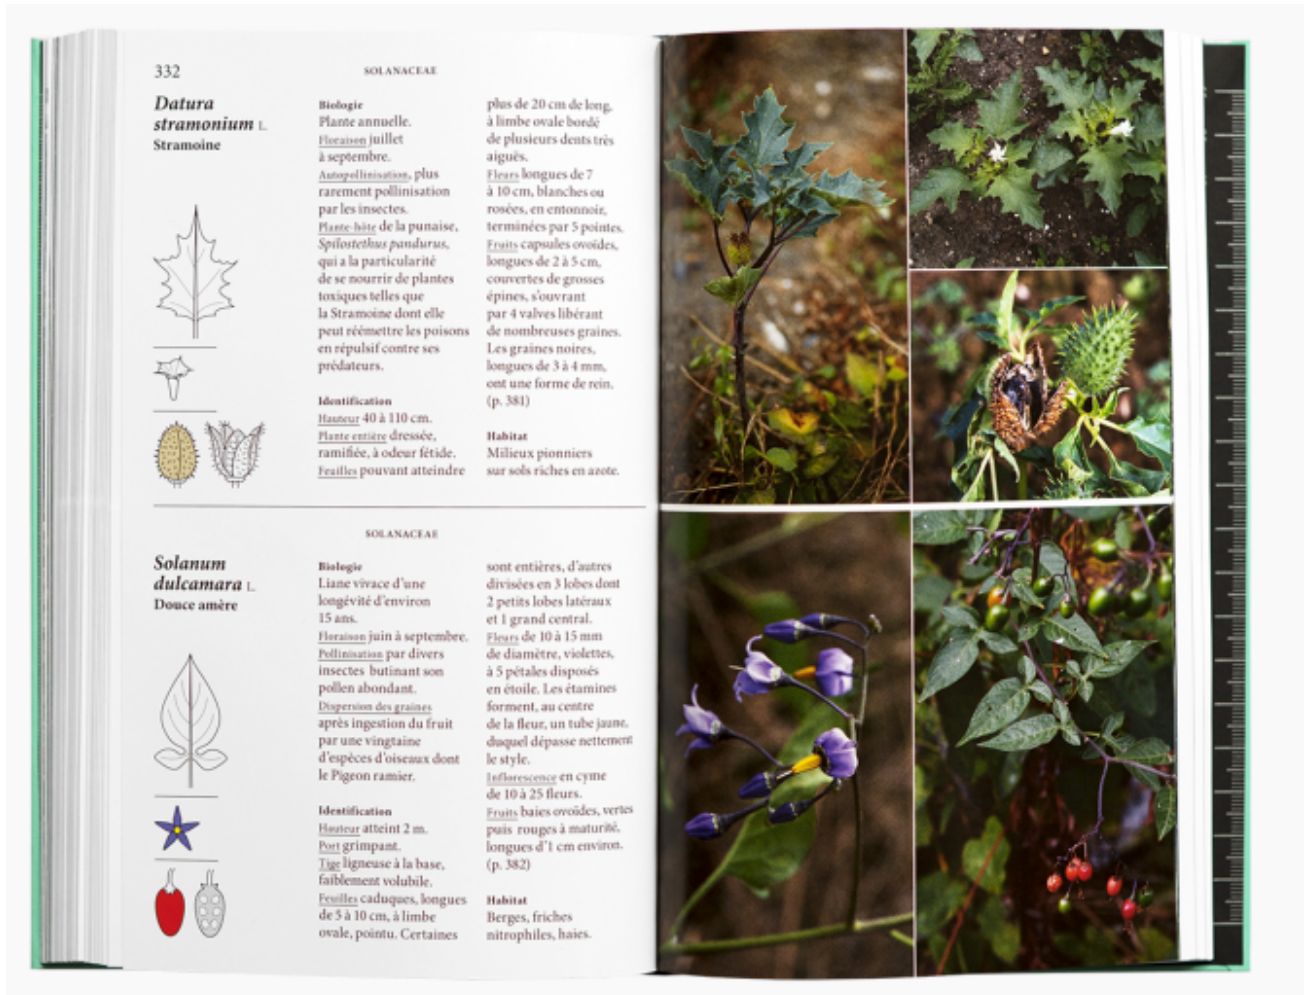 332
SOLANACEAE
Datura
stramonium L.
Stramoine
Biologie
Plante annuelle.
Floraison juillet
à septembre.
Autopollinisation, plus
rarement pollinisation
par les insectes.
Plante-hôte de la punaise,
Spilostethus pandurus,
qui a la particularité
de se nourrir de plantes
toxiques telles que
la Stramoine dont elle
peut réémettre les poisons
en répulsif contre ses
prédateurs.
Identification
Hauteur 40 à 110 cm.
Plante entière dressée,
ramifiée, à odeur fétide.
Feuilles pouvant atteindre
plus de 20 cm de long,
à limbe ovale bordé
de plusieurs dents très
aiguës.
Fleurs longues de 7
à 10 cm, blanches ou
rosées, en entonnoir,
terminées par 5 pointes.
Fruits capsules ovoïdes,
longues de 2 à 5 cm,
couvertes de grosses
épines, s'ouvrant
par 4 valves libérant
de nombreuses graines.
Les graines noires,
longues de 3 à 4 mm,
ont une forme de rein.
(p. 381)
Habitat
Milieux pionniers
sur sols riches en azote.
SOLANACEAE
Solanum
dulcamara L.
Douce amère
Biologie
Liane vivace d'une
longévité d'environ
15 ans.
Floraison juin à septembre.
Pollinisation par divers
insectes butinant son
pollen abondant.
Dispersion des graines
après ingestion du fruit
par une vingtaine
d'espèces d'oiseaux dont
le Pigeon ramier.
Identification
Hauteur atteint 2 m.
Port grimpant.
Tige ligneuse à la base,
faiblement volubile.
Feuilles caduques, longues
de 5 à 10 cm, à limbe
ovale, pointu. Certaines
sont entières, d'autres
divisées en 3 lobes dont
2 petits lobes latéraux
et 1 grand central.
Fleurs de 10 à 15 mm
de diamètre, violettes,
à 5 pétales disposés
en étoile. Les étamines
forment, au centre
de la fleur, un tube jaune,
duquel dépasse nettement
le style.
Inflorescence en cyme
de 10 à 25 fleurs.
Fruits baies ovoïdes, vertes
puis rouges à maturité,
longues d'1 cm environ.
(p. 382)
Habitat
Berges, friches
nitrophiles, haies.